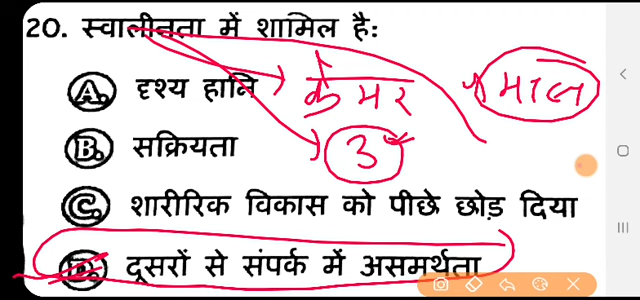 20. स्वालीनता में शामिल है:
A. दृश्य हानि
कैमर
माल
B. सक्रियता
3
C. शारीरिक विकास को पीछे छोड़ दिया
D. दूसरों से संपर्क में असमर्थता